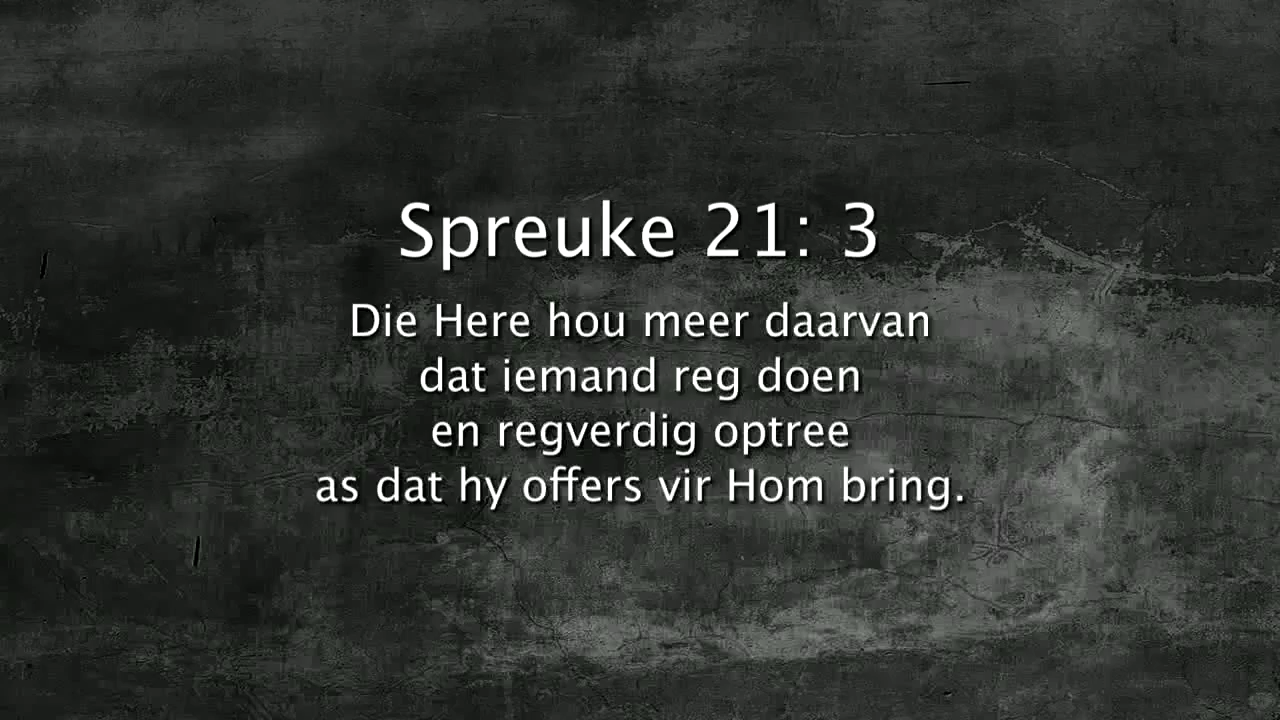 Spreuke 21: 3
Die Here hou meer daarvan
dat iemand reg doen
en regverdig optree
as dat hy offers vir Hom bring.